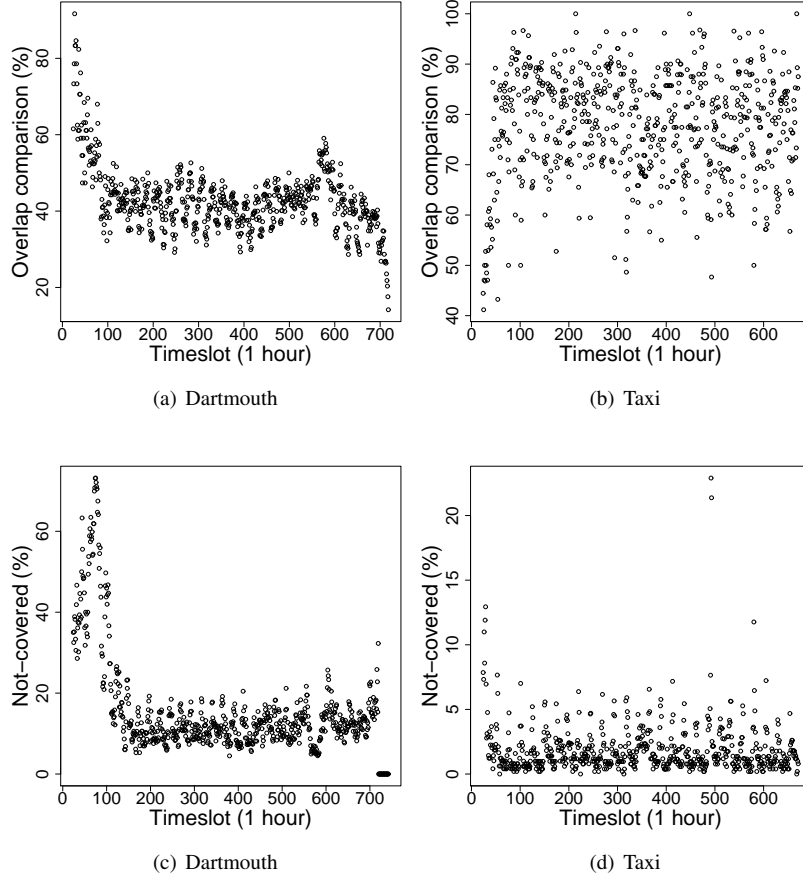 Overlap comparison (%)
20 40 60 80
0 100 200 300 400 500 600 700
Timeslot (1 hour)
(a) Dartmouth
Overlap comparison (%)
40 50 60 70 80 90 100
0 100 200 300 400 500 600
Timeslot (1 hour)
(b) Taxi
Not−covered (%)
0 20 40 60
0 100 200 300 400 500 600 700
Timeslot (1 hour)
(c) Dartmouth
Not−covered (%)
0 5 10 15 20
0 100 200 300 400 500 600
Timeslot (1 hour)
(d) Taxi